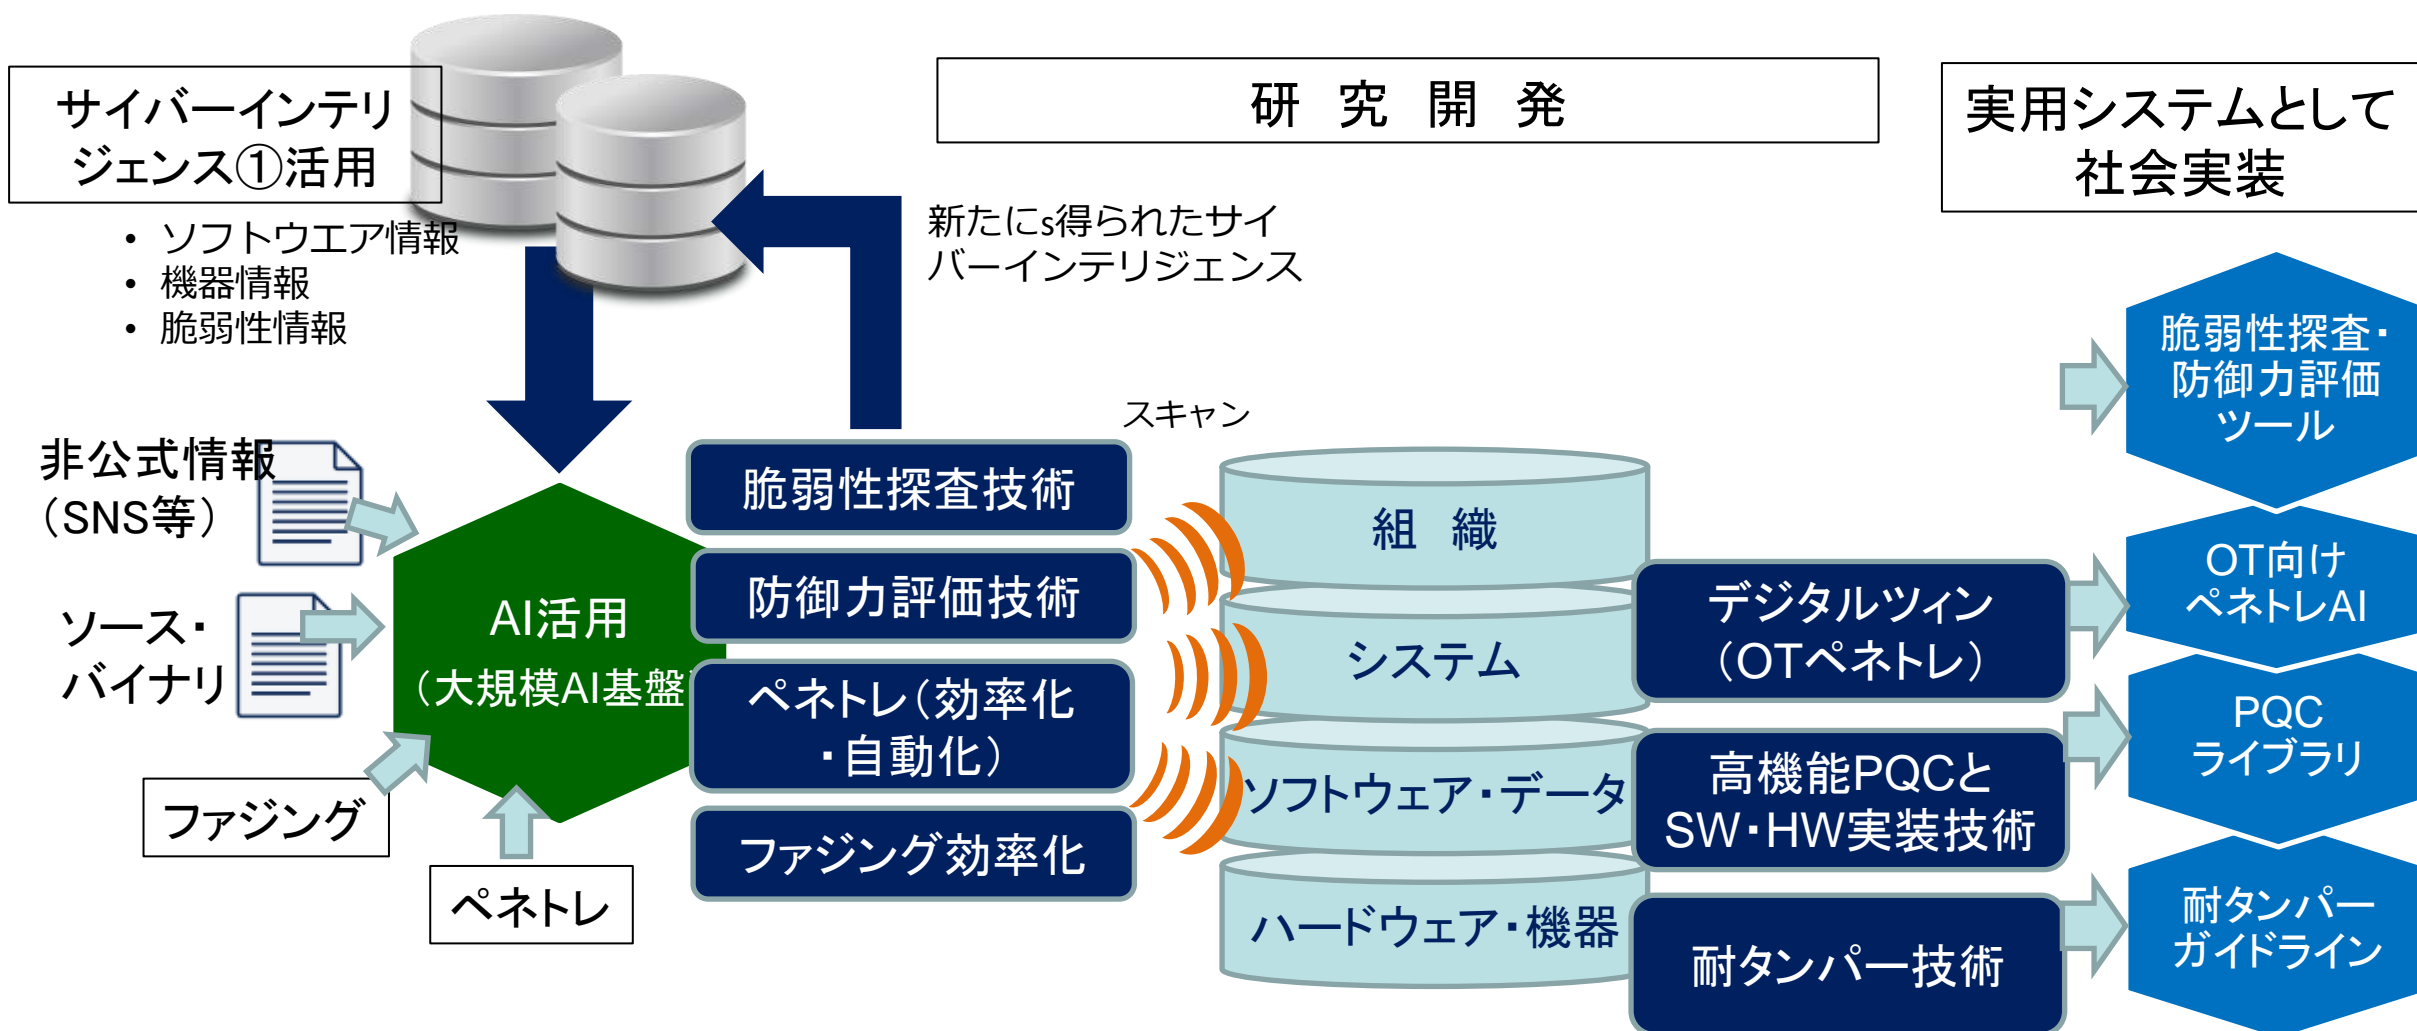 サイバーインテリ
ジェンス①活用
• ソフトウエア情報
• 機器情報
• 脆弱性情報
研 究 開 発
新たにs得られたサイ
バーインテリジェンス
実用システムとして
社会実装
非公式情報
（SNS等）
ソース・
バイナリ
ファジング
ペネトレ
AI活用
（大規模AI基盤
脆弱性探査技術
防御力評価技術
ペネトレ（効率化
・自動化）
ファジング効率化
スキャン
組 織
システム
ソフトウェア・データ
ハードウェア・機器
デジタルツィン
（OTペネトレ）
高機能PQCと
SW・HW実装技術
耐タンパー技術
脆弱性探査・
防御力評価
ツール
OT向け
ペネトレAI
PQC
ライブラリ
耐タンパー
ガイドライン